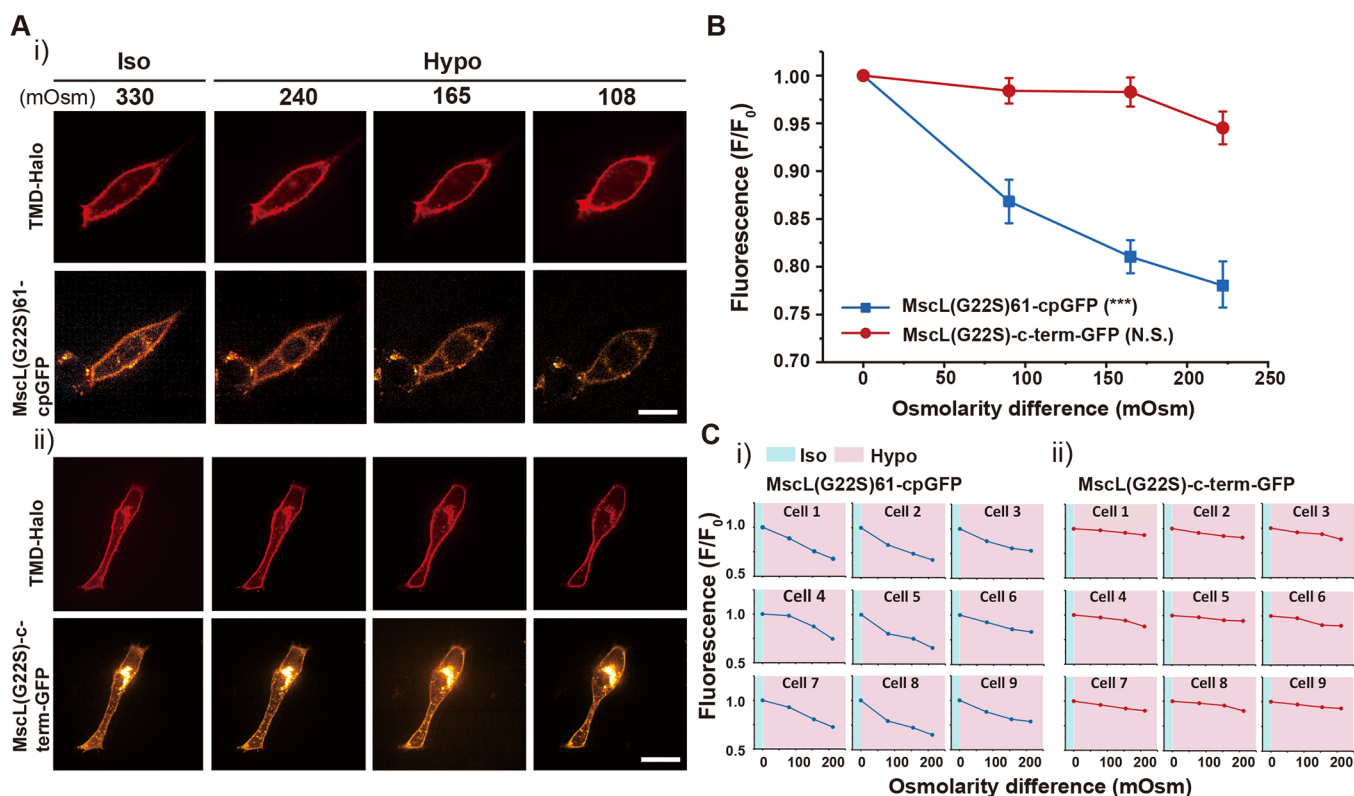 A
i)
Iso
Hypo
(mOsm) 330
240
165
108
TMD-Halo
MscL(G22S)61-
cpGFP
ii)
TMD-Halo
MscL(G22S)-c-
term-GFP
B
Fluorescence (F/F0)
1.00
0.95
0.90
0.85
0.80
0.75
0.70
MscL(G22S)61-cpGFP (***)
MscL(G22S)-c-term-GFP (N.S.)
0
50
100
150
200
250
Osmolarity difference (mOsm)
C
i)
Iso
Hypo
MscL(G22S)61-cpGFP
ii)
MscL(G22S)-c-term-GFP
Fluorescence (F/F0)
1.0
0.5
Cell 1
Cell 2
Cell 3
1.0
0.5
Cell 4
Cell 5
Cell 6
1.0
0.5
Cell 7
Cell 8
Cell 9
0 100 200
0 100 200
0 100 200
Cell 1
Cell 2
Cell 3
Cell 4
Cell 5
Cell 6
Cell 7
Cell 8
Cell 9
0 100 200
0 100 200
0 100 200
Osmolarity difference (mOsm)